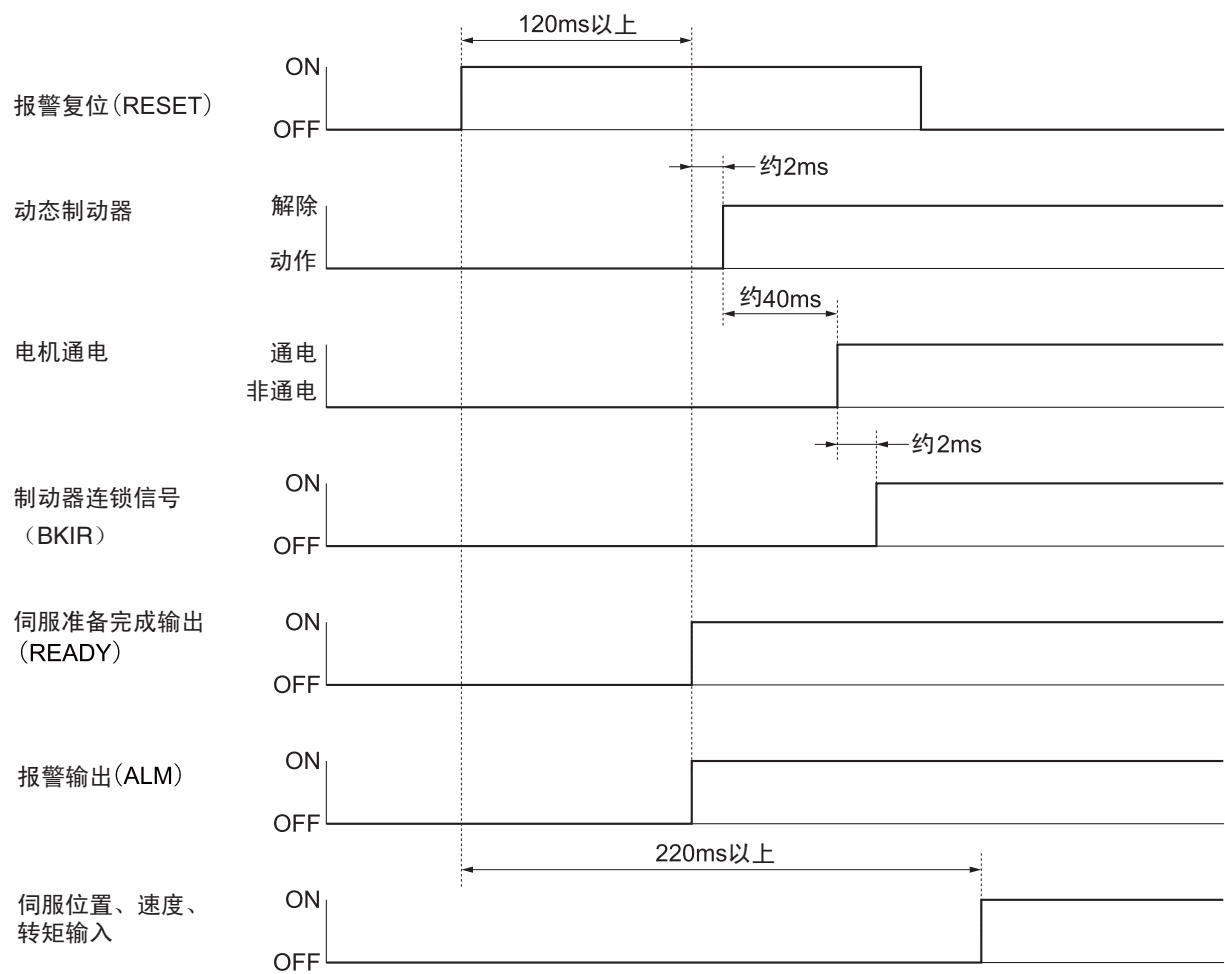 120ms以上
ON
报警复位(RESET)
OFF
约2ms
动态制动器
解除
动作
约40ms
电机通电
通电
非通电
约2ms
ON
制动器连锁信号
（BKIR）
OFF
伺服准备完成输出
(READY)
ON
OFF
ON
报警输出(ALM)
OFF
220ms以上
ON
伺服位置、速度、
转矩输入
OFF